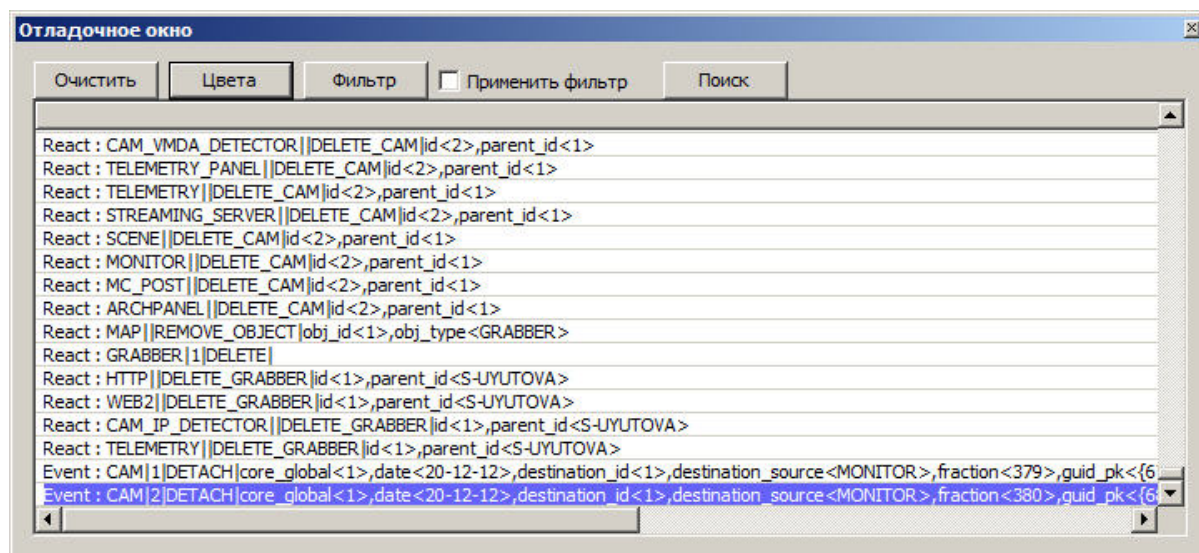 Отладочное окно
Очистить Цвета Фильтр Применить фильтр Поиск
React : CAM_VMDA_DETECTOR||DELETE_CAM|id<2>,parent_id<1>
React : TELEMETRY_PANEL||DELETE_CAM|id<2>,parent_id<1>
React : TELEMETRY||DELETE_CAM|id<2>,parent_id<1>
React : STREAMING_SERVER||DELETE_CAM|id<2>,parent_id<1>
React : SCENE||DELETE_CAM|id<2>,parent_id<1>
React : MONITOR||DELETE_CAM|id<2>,parent_id<1>
React : MC_POST||DELETE_CAM|id<2>,parent_id<1>
React : ARCHPANEL||DELETE_CAM|id<2>,parent_id<1>
React : MAP||REMOVE_OBJECT|obj_id<1>,obj_type<GRABBER>
React : GRABBER|1|DELETE|
React : HTTP||DELETE_GRABBER|id<1>,parent_id<S-UYUTOVA>
React : WEB2||DELETE_GRABBER|id<1>,parent_id<S-UYUTOVA>
React : CAM_IP_DETECTOR||DELETE_GRABBER|id<1>,parent_id<S-UYUTOVA>
React : TELEMETRY||DELETE_GRABBER|id<1>,parent_id<S-UYUTOVA>
Event : CAM|1|DETACH|core_global<1>,date<20-12-12>,destination_id<1>,destination_source<MONITOR>,fraction<379>,guid_pk<{6
Event : CAM|2|DETACH|core_global<1>,date<20-12-12>,destination_id<1>,destination_source<MONITOR>,fraction<380>,guid_pk<{6